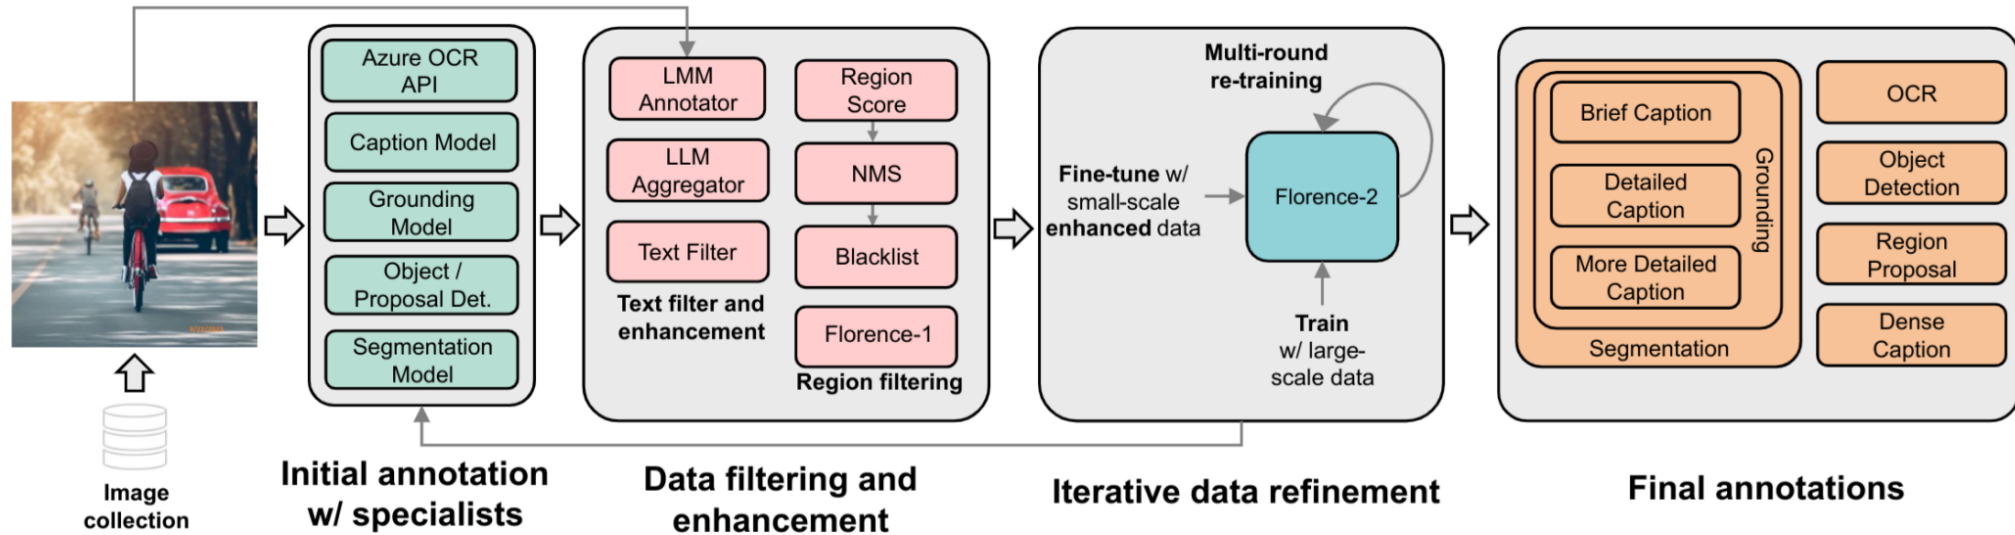 Azure OCR
API
Caption Model
Grounding
Model
Object /
Proposal Det.
Segmentation
Model
Image
collection
Initial annotation
w/ specialists
LMM
Annotator
LLM
Aggregator
Text Filter
Text filter and
enhancement
Region
Score
NMS
Blacklist
Florence-1
Region filtering
Data filtering and
enhancement
Multi-round
re-training
Fine-tune w/
small-scale
enhanced data
Florence-2
Train
w/ large-
scale data
Iterative data refinement
Brief Caption
Detailed
Caption
More Detailed
Caption
Grounding
Segmentation
OCR
Object
Detection
Region
Proposal
Dense
Caption
Final annotations